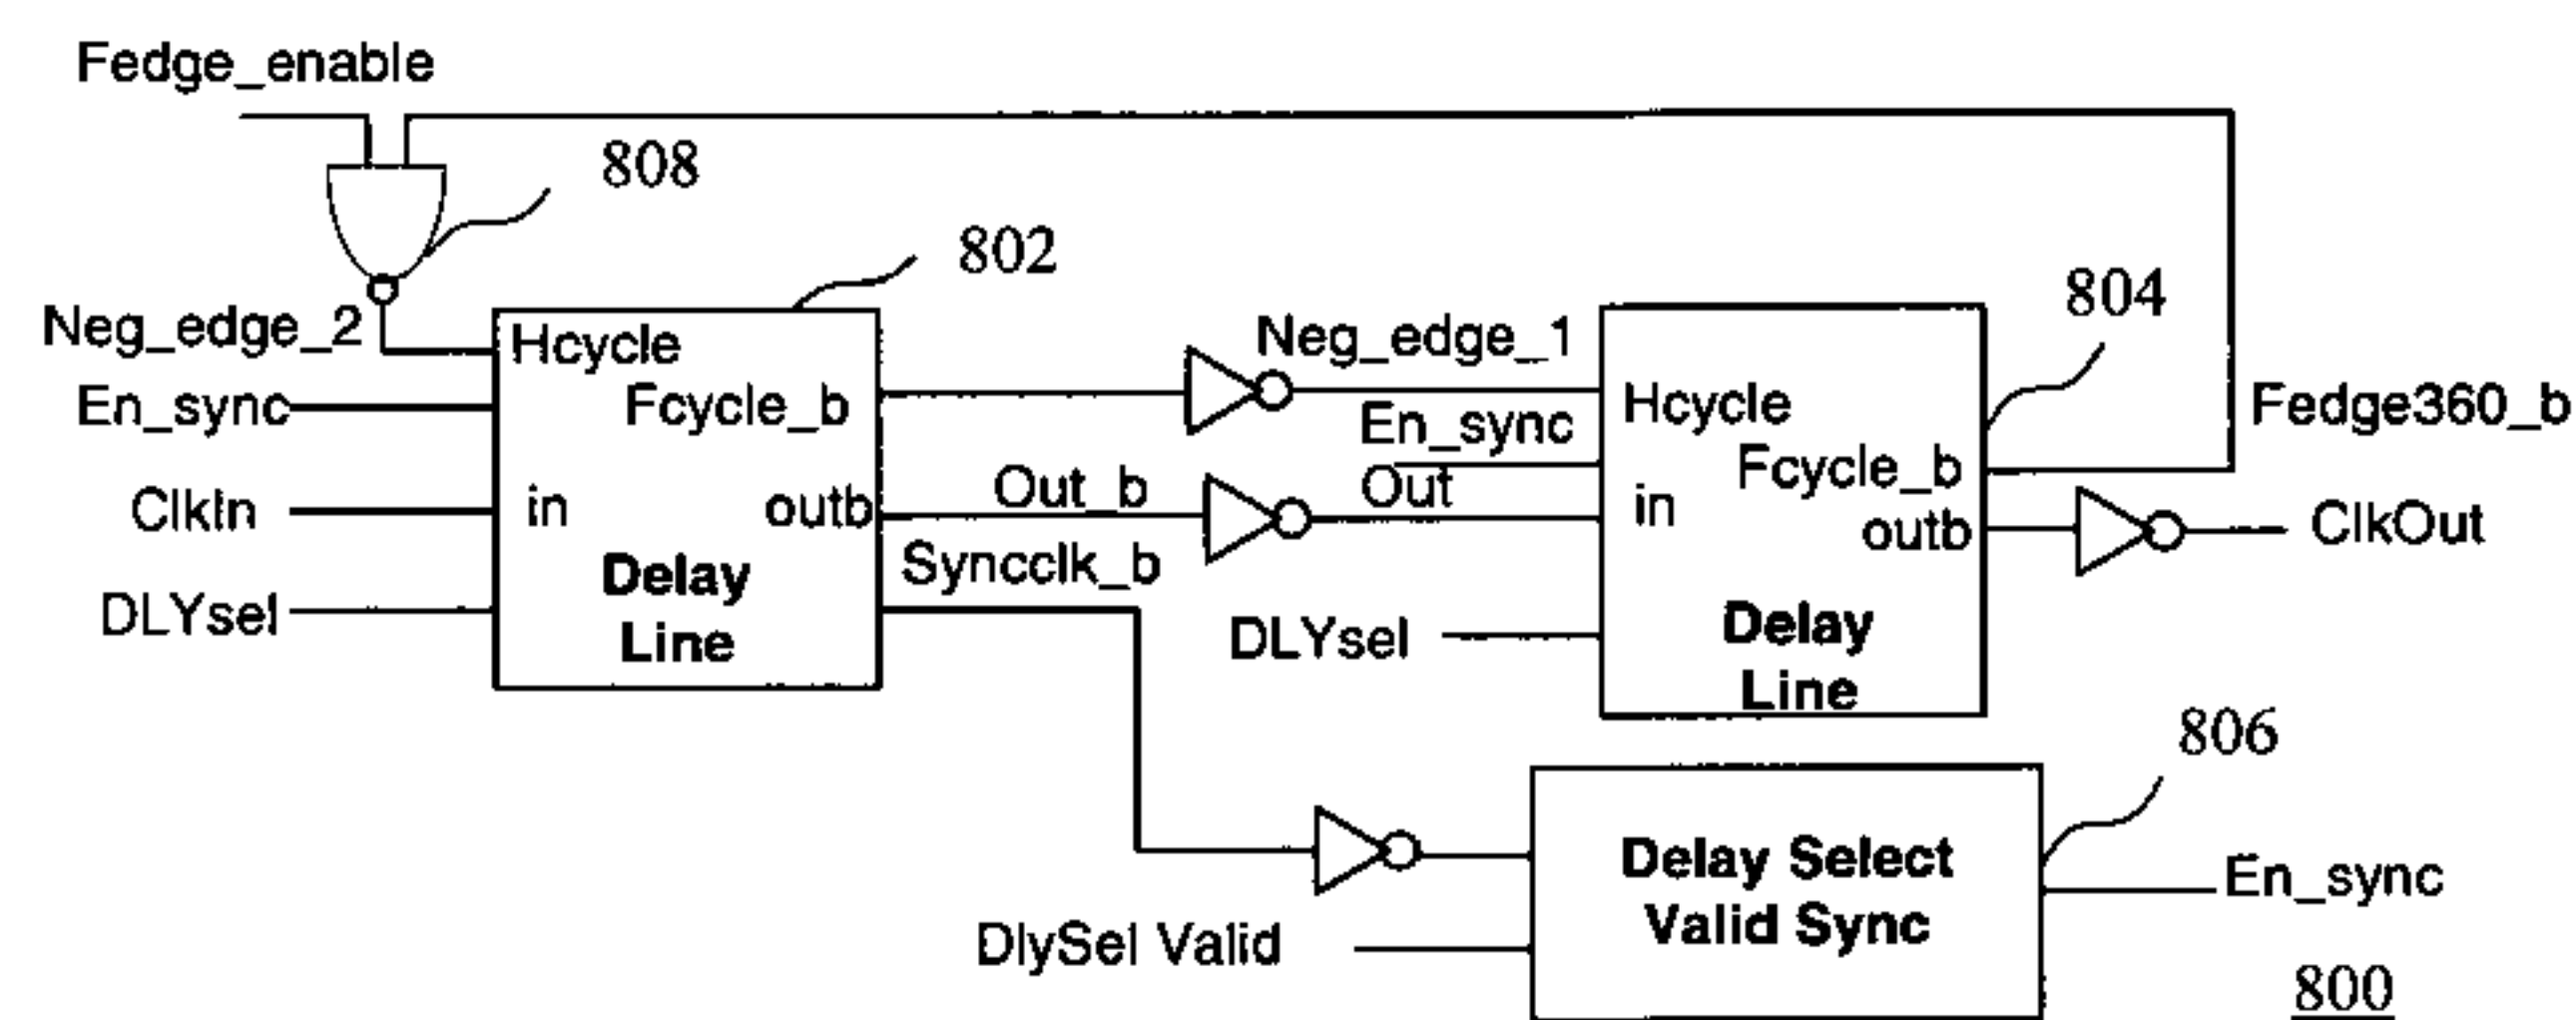 Fedge_enable
808
802
Neg_edge_2
Hcycle
Neg_edge_1
804
En_sync
Fcycle_b
En_sync
Hcycle
Fedge360_b
ClkIn
in
outb
Out_b
Out
in
Fcycle_b
outb
ClkOut
DLYsel
Delay
Line
Syncclk_b
DLYsel
Delay
Line
806
Delay Select
Valid Sync
En_sync
DlySel Valid
800